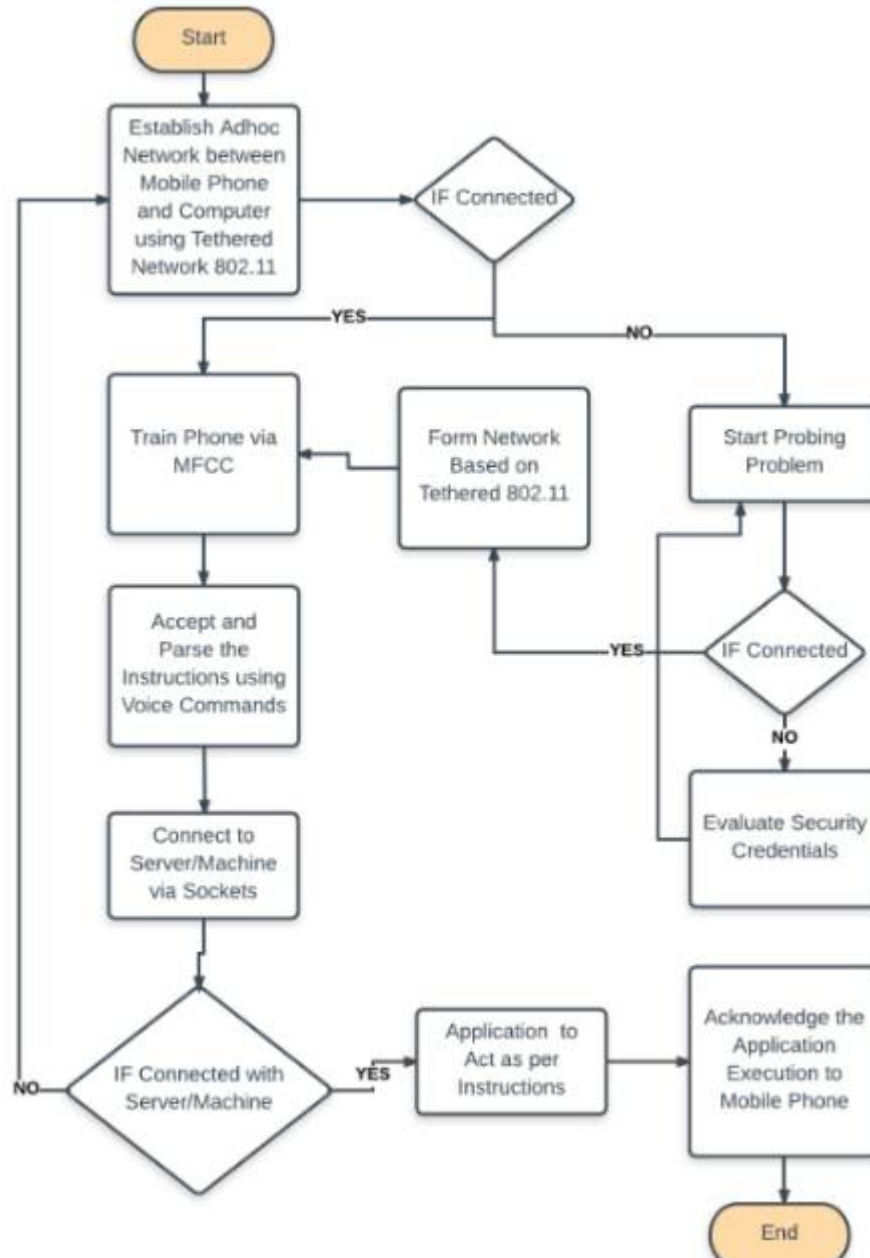 Start
Establish Adhoc
Network between
Mobile Phone
and Computer
using Tethered
Network 802.11
IF Connected
YES
NO
Train Phone via
MFCC
Form Network
Based on
Tethered 802.11
Start Probing
Problem
Accept and
Parse the
Instructions using
Voice Commands
YES
IF Connected
NO
Connect to
Server/Machine
via Sockets
Evaluate Security
Credentials
IF Connected with
Server/Machine
NO
YES
Application to
Act as per
Instructions
Acknowledge the
Application
Execution to
Mobile Phone
End